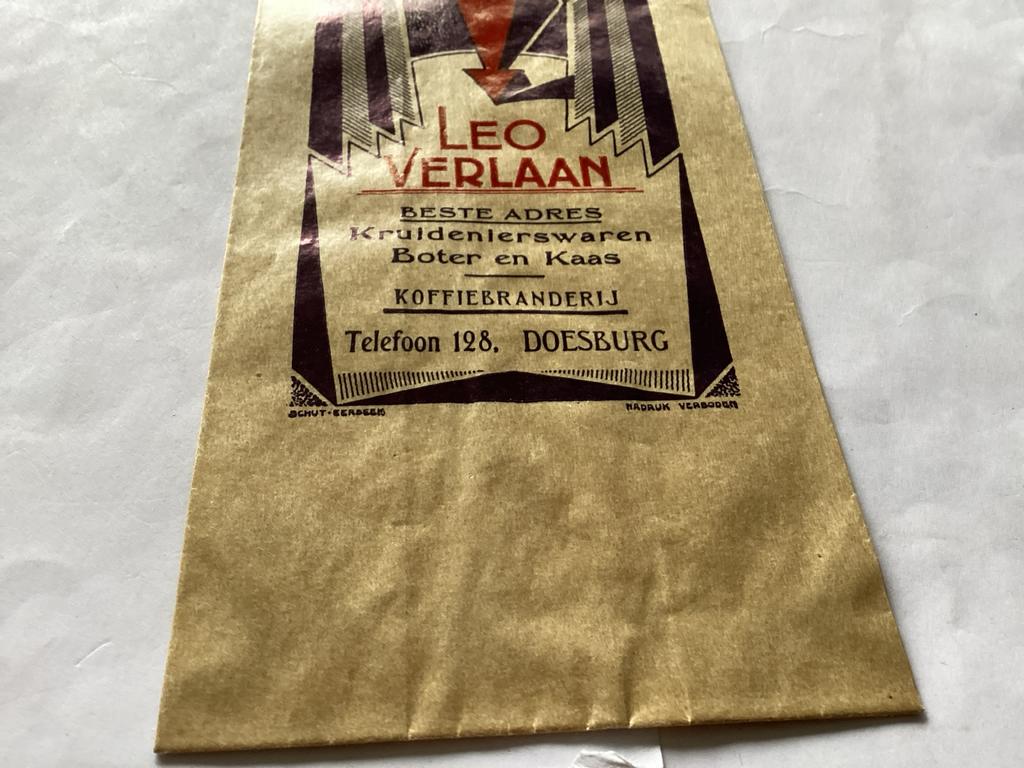 LEO
VERLAAN
BESTE ADRES
Kruidenierswaren
Boter en Kaas
KOFFIEBRANDERIJ
Telefoon 128, DOESBURG
SCHUT-EERBEEK NADRUK VERBODEN